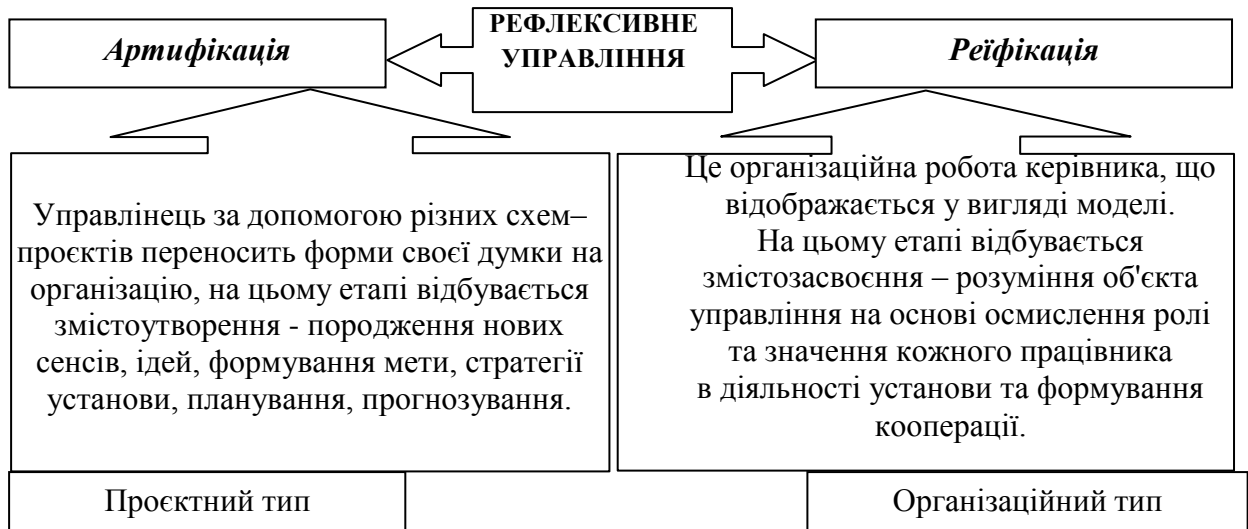 РЕФЛЕКСИВНЕ
УПРАВЛІННЯ
Артифікація
Реїфікація
Управлінець за допомогою різних схем–
проєктів переносить форми своєї думки на
організацію, на цьому етапі відбувається
змістоутворення - породження нових
сенсів, ідей, формування мети, стратегії
установи, планування, прогнозування.
Це організаційна робота керівника, що
відображається у вигляді моделі.
На цьому етапі відбувається
змістозасвоєння – розуміння об'єкта
управління на основі осмислення ролі
та значення кожного працівника
в діяльності установи та формування
кооперації.
Проєктний тип
Організаційний тип